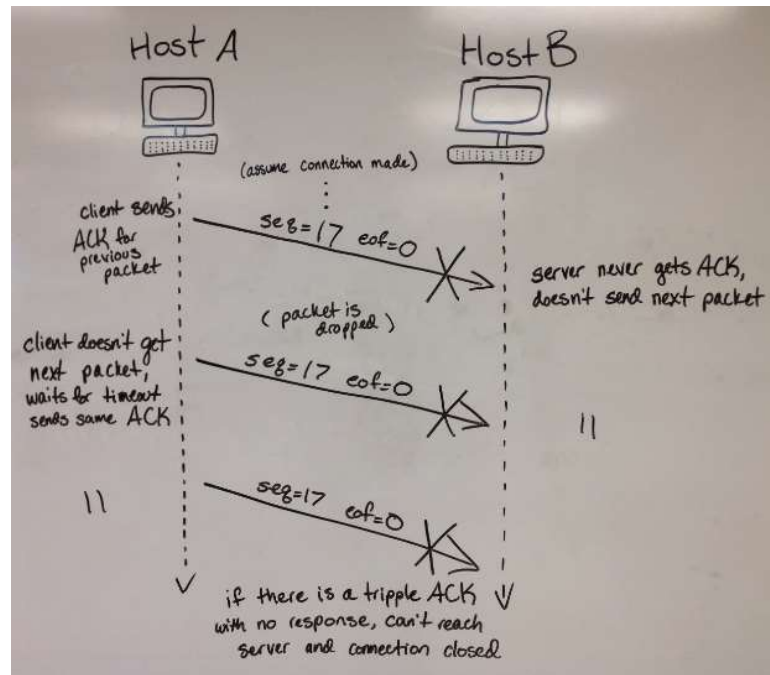 Host A
Host B
(assume connection made)
client sends
ACK for
previous
packet
seq=17 eof=0
server never gets ACK,
doesn't send next packet
(packet is
dropped)
client doesn't get
next packet,
waits for timeout
sends same ACK
seq=17 eof=0
"
"
seq=17 eof=0
if there is a tripple ACK
with no response, can't reach
server and connection closed